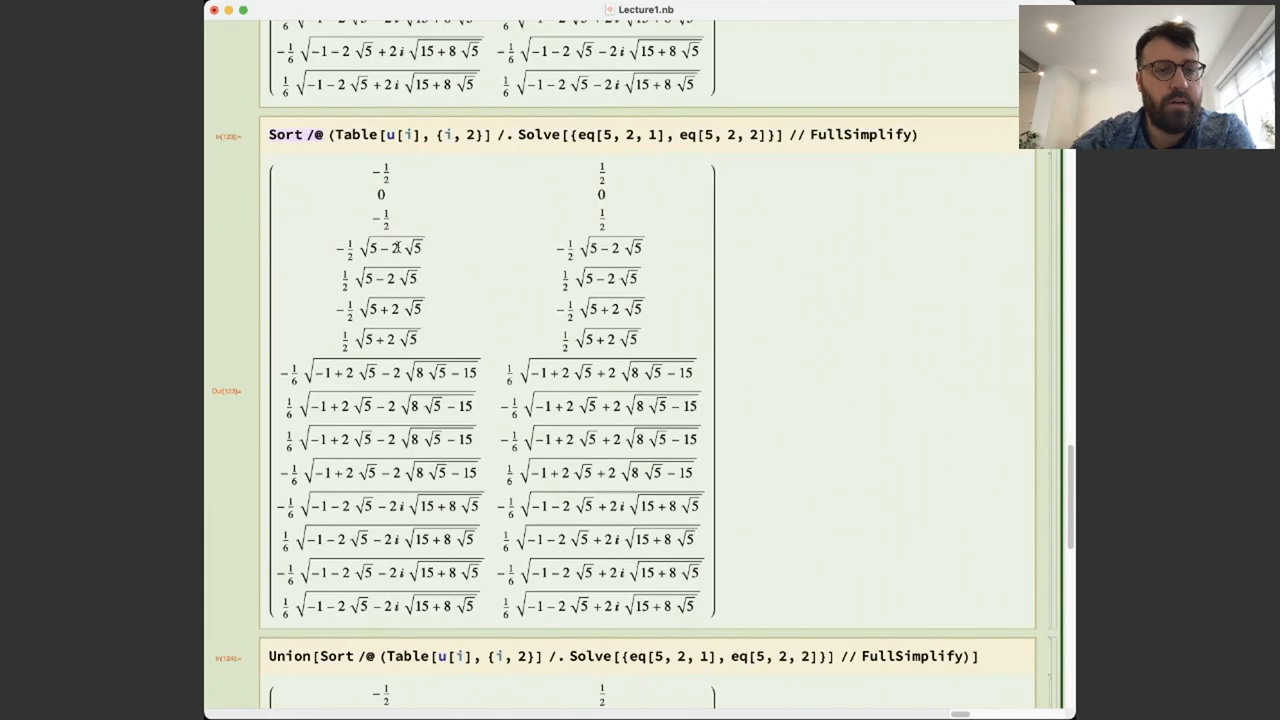 Lecture1.nb
-1/6 √(-1 - 2 √5 + 2 i √(15 + 8 √5)) -1/6 √(-1 - 2 √5 - 2 i √(15 + 8 √5))
1/6 √(-1 - 2 √5 + 2 i √(15 + 8 √5)) 1/6 √(-1 - 2 √5 - 2 i √(15 + 8 √5))
In[123]:= Sort /@ (Table[u[i], {i, 2}] /. Solve[{eq[5, 2, 1], eq[5, 2, 2]}] // FullSimplify)
Out[123]=
-1/2 1/2
0 0
-1/2 1/2
-1/2 √(5 - 2 √5) -1/2 √(5 - 2 √5)
1/2 √(5 - 2 √5) 1/2 √(5 - 2 √5)
-1/2 √(5 + 2 √5) -1/2 √(5 + 2 √5)
1/2 √(5 + 2 √5) 1/2 √(5 + 2 √5)
-1/6 √(-1 + 2 √5 - 2 √(8 √5 - 15)) 1/6 √(-1 + 2 √5 + 2 √(8 √5 - 15))
1/6 √(-1 + 2 √5 - 2 √(8 √5 - 15)) -1/6 √(-1 + 2 √5 + 2 √(8 √5 - 15))
1/6 √(-1 + 2 √5 - 2 √(8 √5 - 15)) -1/6 √(-1 + 2 √5 + 2 √(8 √5 - 15))
-1/6 √(-1 + 2 √5 - 2 √(8 √5 - 15)) 1/6 √(-1 + 2 √5 + 2 √(8 √5 - 15))
-1/6 √(-1 - 2 √5 - 2 i √(15 + 8 √5)) -1/6 √(-1 - 2 √5 + 2 i √(15 + 8 √5))
1/6 √(-1 - 2 √5 - 2 i √(15 + 8 √5)) 1/6 √(-1 - 2 √5 + 2 i √(15 + 8 √5))
-1/6 √(-1 - 2 √5 - 2 i √(15 + 8 √5)) -1/6 √(-1 - 2 √5 + 2 i √(15 + 8 √5))
1/6 √(-1 - 2 √5 - 2 i √(15 + 8 √5)) 1/6 √(-1 - 2 √5 + 2 i √(15 + 8 √5))
In[124]:= Union[Sort /@ (Table[u[i], {i, 2}] /. Solve[{eq[5, 2, 1], eq[5, 2, 2]}] // FullSimplify)]
-1/2 1/2